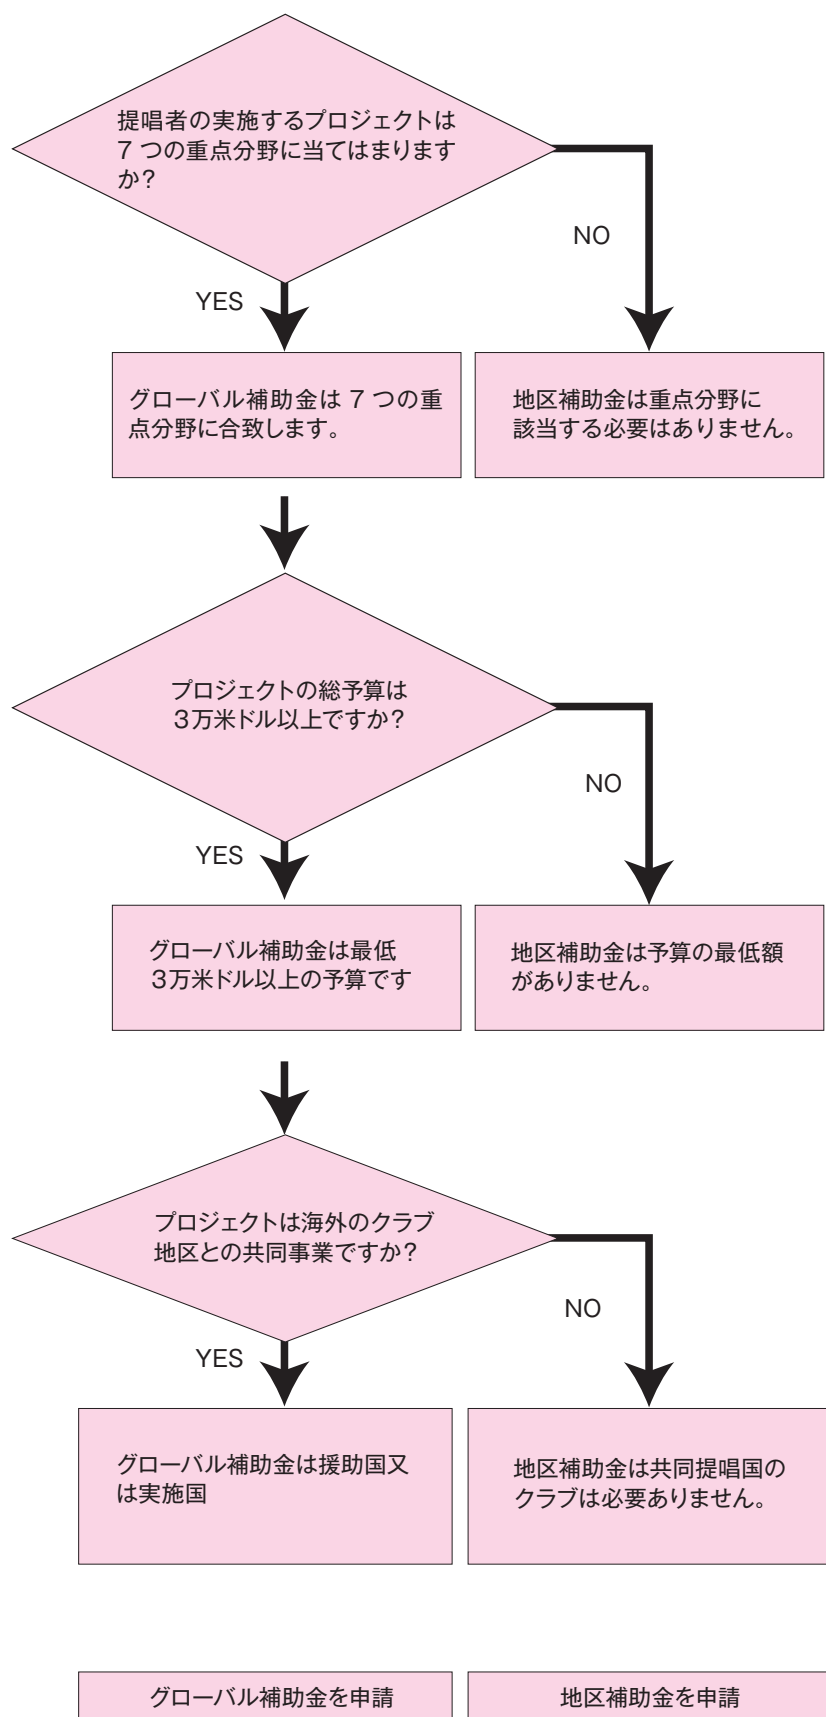 提唱者の実施するプロジェクトは
7 つの重点分野に当てはまります
か?
NO
YES
グローバル補助金は 7 つの重
点分野に合致します。
地区補助金は重点分野に
該当する必要はありません。
プロジェクトの総予算は
3万米ドル以上ですか?
NO
YES
グローバル補助金は最低
3万米ドル以上の予算です
地区補助金は予算の最低額
がありません。
プロジェクトは海外のクラブ
地区との共同事業ですか?
NO
YES
グローバル補助金は援助国又
は実施国
地区補助金は共同提唱国の
クラブは必要ありません。
グローバル補助金を申請
地区補助金を申請